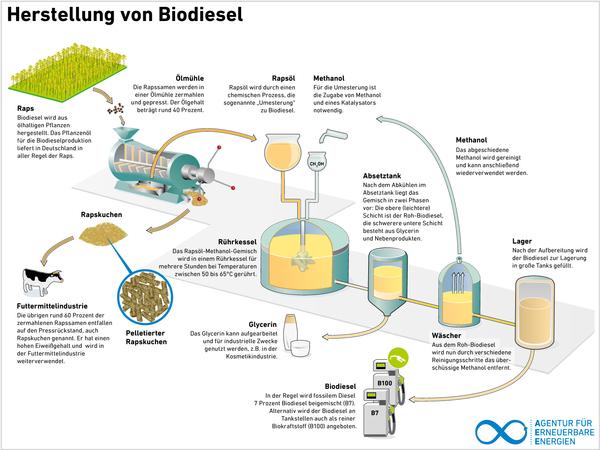 Herstellung von Biodiesel
Raps
Biodiesel wird aus
ölhaltigen Pflanzen
hergestellt. Das Pflanzenöl
für die Biodieselproduktion
liefert in Deutschland in
aller Regel der Raps.
Ölmühle
Die Rapssamen werden in
einer Ölmühle zermahlen
und gepresst. Der Ölgehalt
beträgt rund 40 Prozent.
Rapsöl
Rapsöl wird durch einen
chemischen Prozess, die
sogenannte „Umesterung“
zu Biodiesel.
Methanol
Für die Umesterung ist
die Zugabe von Methanol
und eines Katalysators
notwendig.
CH₃OH
Methanol
Das abgeschiedene
Methanol wird gereinigt
und kann anschließend
wiederverwendet werden.
Absetztank
Nach dem Abkühlen im
Absetztank liegt das
Gemisch in zwei Phasen
vor: Die obere (leichtere)
Schicht ist der Roh-Biodiesel,
die schwerere untere Schicht
besteht aus Glycerin
und Nebenprodukten.
Rapskuchen
Rührkessel
Das Rapsöl-Methanol-Gemisch
wird in einem Rührkessel für
mehrere Stunden bei Temperaturen
zwischen 50 bis 65°C gerührt.
Lager
Nach der Aufbereitung wird
der Biodiesel zur Lagerung
in große Tanks gefüllt.
Futtermittelindustrie
Die übrigen rund 60 Prozent der
zermahlenen Rapssamen entfallen
auf den Pressrückstand, auch
Rapskuchen genannt. Er hat einen
hohen Eiweißgehalt und wird in
der Futtermittelindustrie
weiterverwendet.
Pelletierter
Rapskuchen
Glycerin
Das Glycerin kann aufgearbeitet
und für industrielle Zwecke
genutzt werden, z.B. in der
Kosmetikindustrie.
Wäscher
Aus dem Roh-Biodiesel
wird nun durch verschiedene
Reinigungsschritte das über-
schüssige Methanol entfernt.
Biodiesel
In der Regel wird fossilem Diesel
7 Prozent Biodiesel beigemischt (B7).
Alternativ wird der Biodiesel an
Tankstellen auch als reiner
Biokraftstoff (B100) angeboten.
B100
B7
AGENTUR FÜR
ERNEUERBARE
ENERGIEN